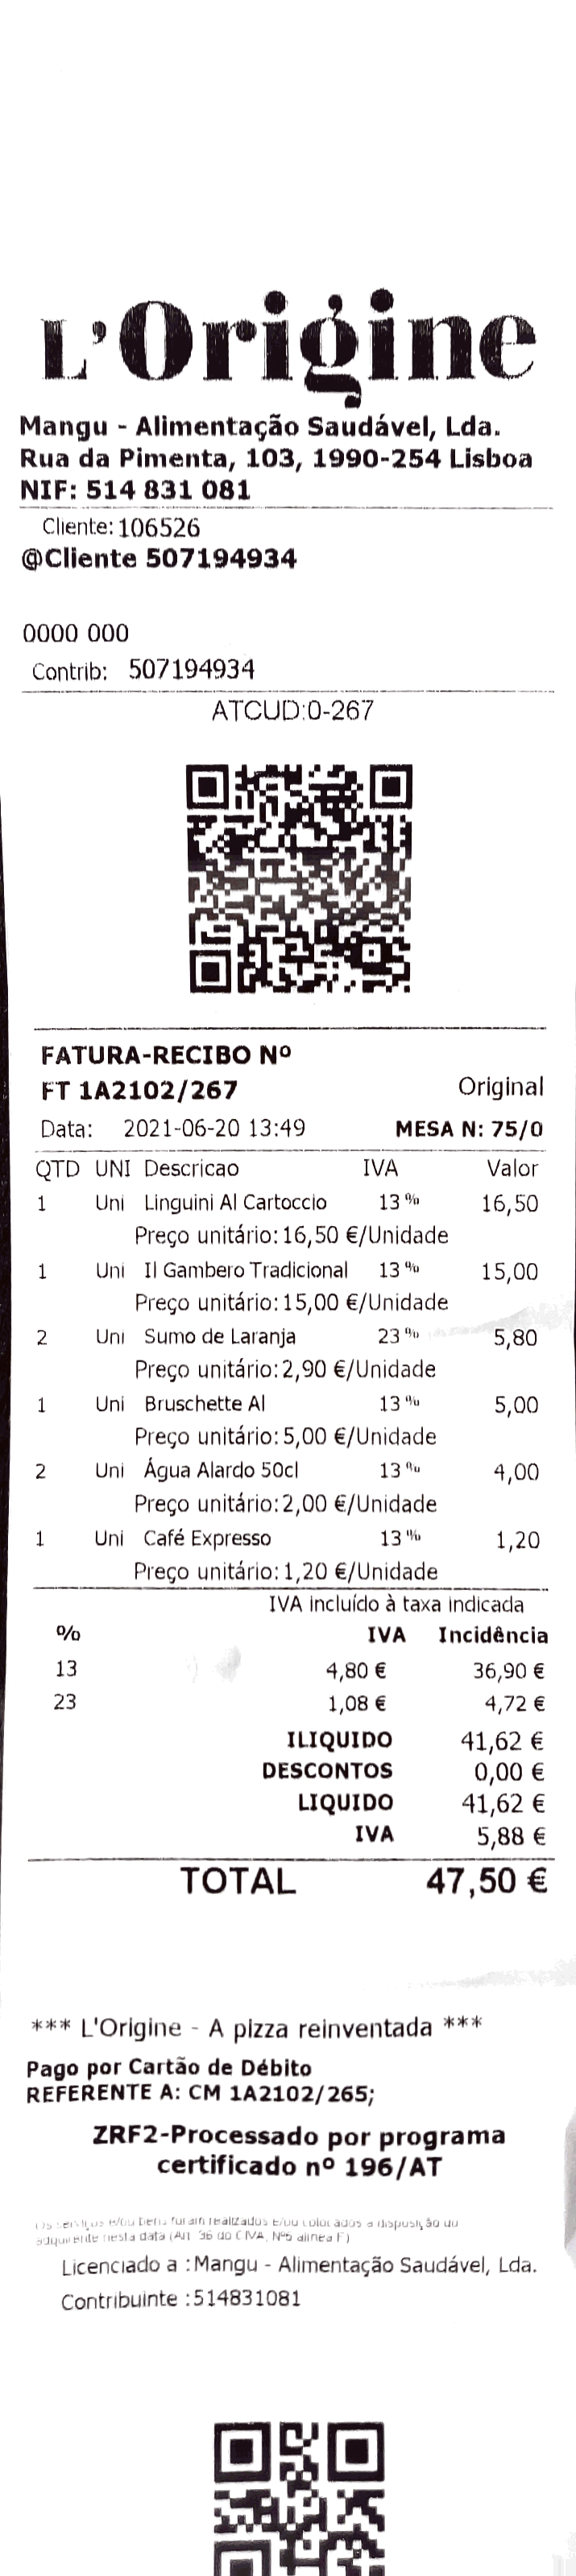 L'Origine
Mangu - Alimentação Saudável, Lda.
Rua da Pimenta, 103, 1990-254 Lisboa
NIF: 514 831 081
Cliente: 106526
@Cliente 507194934
0000 000
Contrib: 507194934
ATCUD:0-267
FATURA-RECIBO Nº
FT 1A2102/267 Original
Data: 2021-06-20 13:49 MESA N: 75/0
QTD UNI Descricao IVA Valor
1 Uni Linguini Al Cartoccio 13% 16,50
Preço unitário: 16,50 €/Unidade
1 Uni Il Gambero Tradicional 13% 15,00
Preço unitário: 15,00 €/Unidade
2 Uni Sumo de Laranja 23% 5,80
Preço unitário: 2,90 €/Unidade
1 Uni Bruschette Al 13% 5,00
Preço unitário: 5,00 €/Unidade
2 Uni Água Alardo 50cl 13% 4,00
Preço unitário: 2,00 €/Unidade
1 Uni Café Expresso 13% 1,20
Preço unitário: 1,20 €/Unidade
IVA incluído à taxa indicada
% IVA Incidência
13 4,80 € 36,90 €
23 1,08 € 4,72 €
ILIQUIDO 41,62 €
DESCONTOS 0,00 €
LIQUIDO 41,62 €
IVA 5,88 €
TOTAL 47,50 €
*** L'Origine - A pizza reinventada ***
Pago por Cartão de Débito
REFERENTE A: CM 1A2102/265;
ZRF2-Processado por programa
certificado nº 196/AT
Os serviços e/ou bens foram realizados e/ou colocados a disposição do
adquirente nesta data (Art. 36 do CIVA, Nº5 alinea F)
Licenciado a :Mangu - Alimentação Saudável, Lda.
Contribuinte :514831081